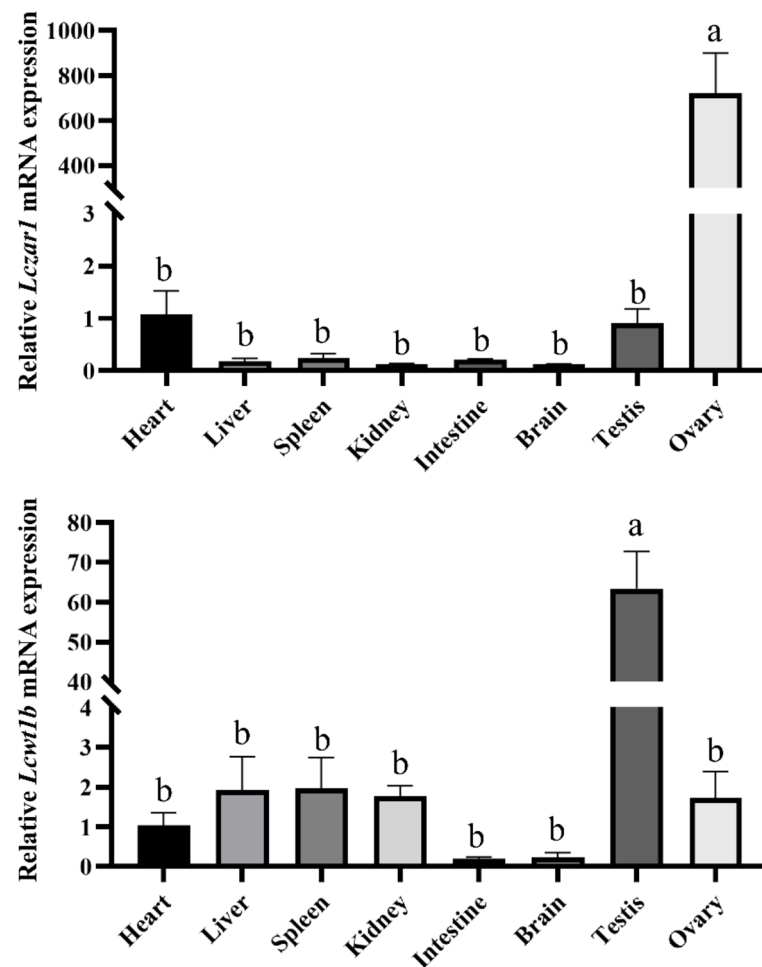 Relative Lczar1 mRNA expression
1000
800
600
400
3
2
1
0
b
b
b
b
b
b
b
a
Heart
Liver
Spleen
Kidney
Intestine
Brain
Testis
Ovary
Relative Lcwt1b mRNA expression
80
70
60
50
40
4
3
2
1
0
b
b
b
b
b
b
a
b
Heart
Liver
Spleen
Kidney
Intestine
Brain
Testis
Ovary